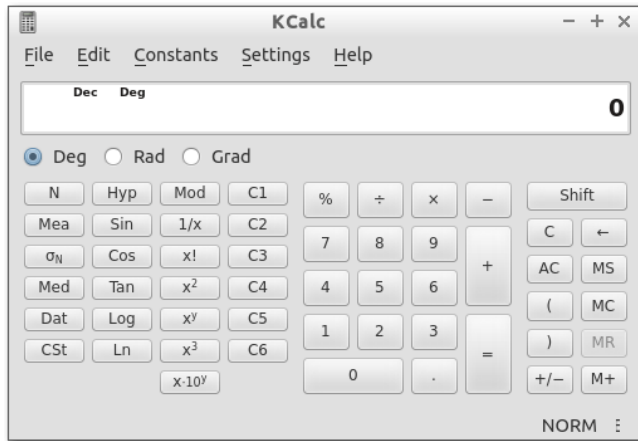 KCalc
File Edit Constants Settings Help
Dec Deg
0
Deg Rad Grad
N Hyp Mod C1 % ÷ × − Shift
Mea Sin 1/x C2 7 8 9 + C ←
σN Cos x! C3 AC MS
Med Tan x² C4 4 5 6 ( MC
Dat Log xʸ C5 1 2 3 = ) MR
CSt Ln x³ C6 0 . +/− M+
x·10ʸ
NORM